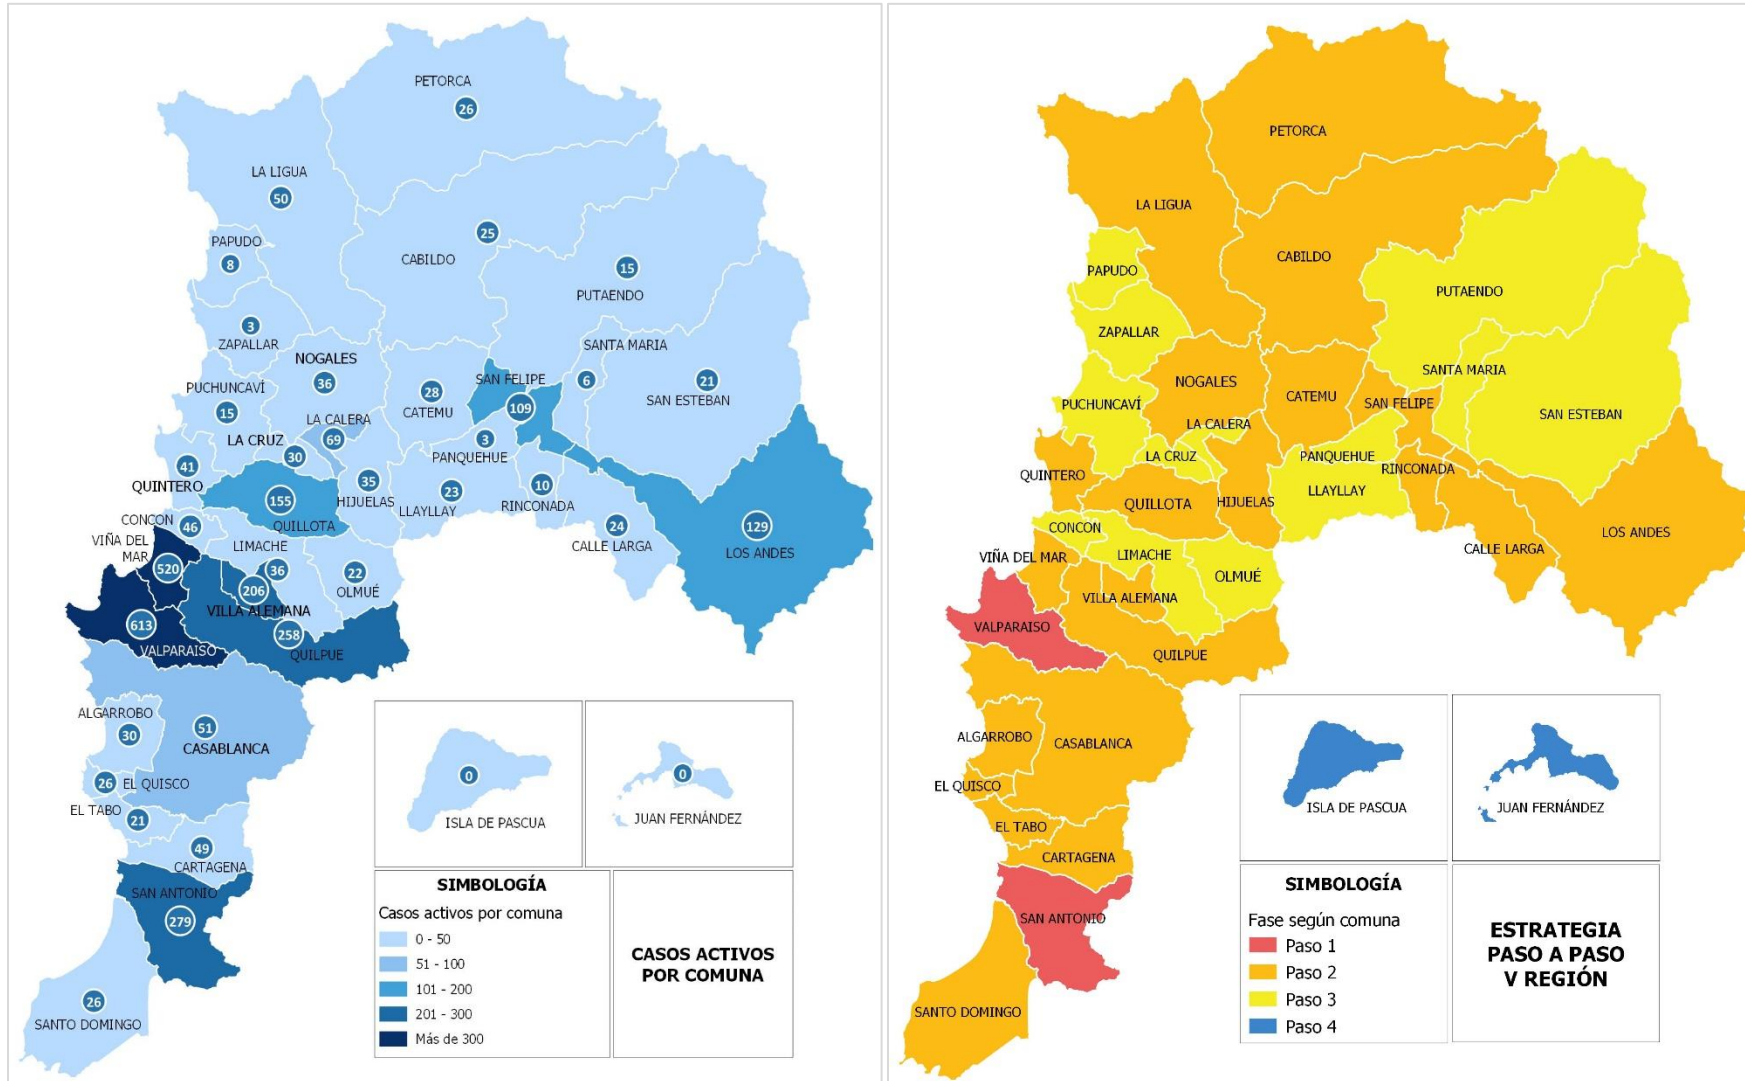 PETORCA
26
LA LIGUA
50
PAPUDO
8
25
CABILDO
15
PUTAENDO
3
ZAPALLAR
NOGALES
36
SANTA MARIA
6
21
SAN ESTEBAN
SAN FELIPE
109
28
CATEMU
PUCHUNCAVÍ
15
LA CALERA
69
LA CRUZ
30
3
PANQUEHUE
41
QUINTERO
35
HIJUELAS
23
LLAYLLAY
10
RINCONADA
155
QUILLOTA
24
CALLE LARGA
129
LOS ANDES
CONCON
46
VIÑA DEL
MAR
520
LIMACHE
36
22
OLMUÉ
206
VILLA ALEMANA
258
QUILPUE
613
VALPARAISO
ALGARROBO
30
51
CASABLANCA
26
EL QUISCO
EL TABO
21
49
CARTAGENA
SAN ANTONIO
279
26
SANTO DOMINGO
0
ISLA DE PASCUA
0
JUAN FERNÁNDEZ
SIMBOLOGÍA
Casos activos por comuna
0 - 50
51 - 100
101 - 200
201 - 300
Más de 300
CASOS ACTIVOS
POR COMUNA
PETORCA
LA LIGUA
CABILDO
PAPUDO
PUTAENDO
ZAPALLAR
NOGALES
SANTA MARIA
CATEMU
SAN FELIPE
SAN ESTEBAN
PUCHUNCAVÍ
LA CALERA
LA CRUZ
PANQUEHUE
RINCONADA
QUINTERO
LLAYLLAY
QUILLOTA
HIJUELAS
LOS ANDES
CONCON
CALLE LARGA
VIÑA DEL MAR
LIMACHE
OLMUÉ
VILLA ALEMANA
VALPARAISO
QUILPUE
ALGARROBO
CASABLANCA
EL QUISCO
EL TABO
CARTAGENA
SAN ANTONIO
SANTO DOMINGO
ISLA DE PASCUA
JUAN FERNÁNDEZ
SIMBOLOGÍA
Fase según comuna
Paso 1
Paso 2
Paso 3
Paso 4
ESTRATEGIA
PASO A PASO
V REGIÓN